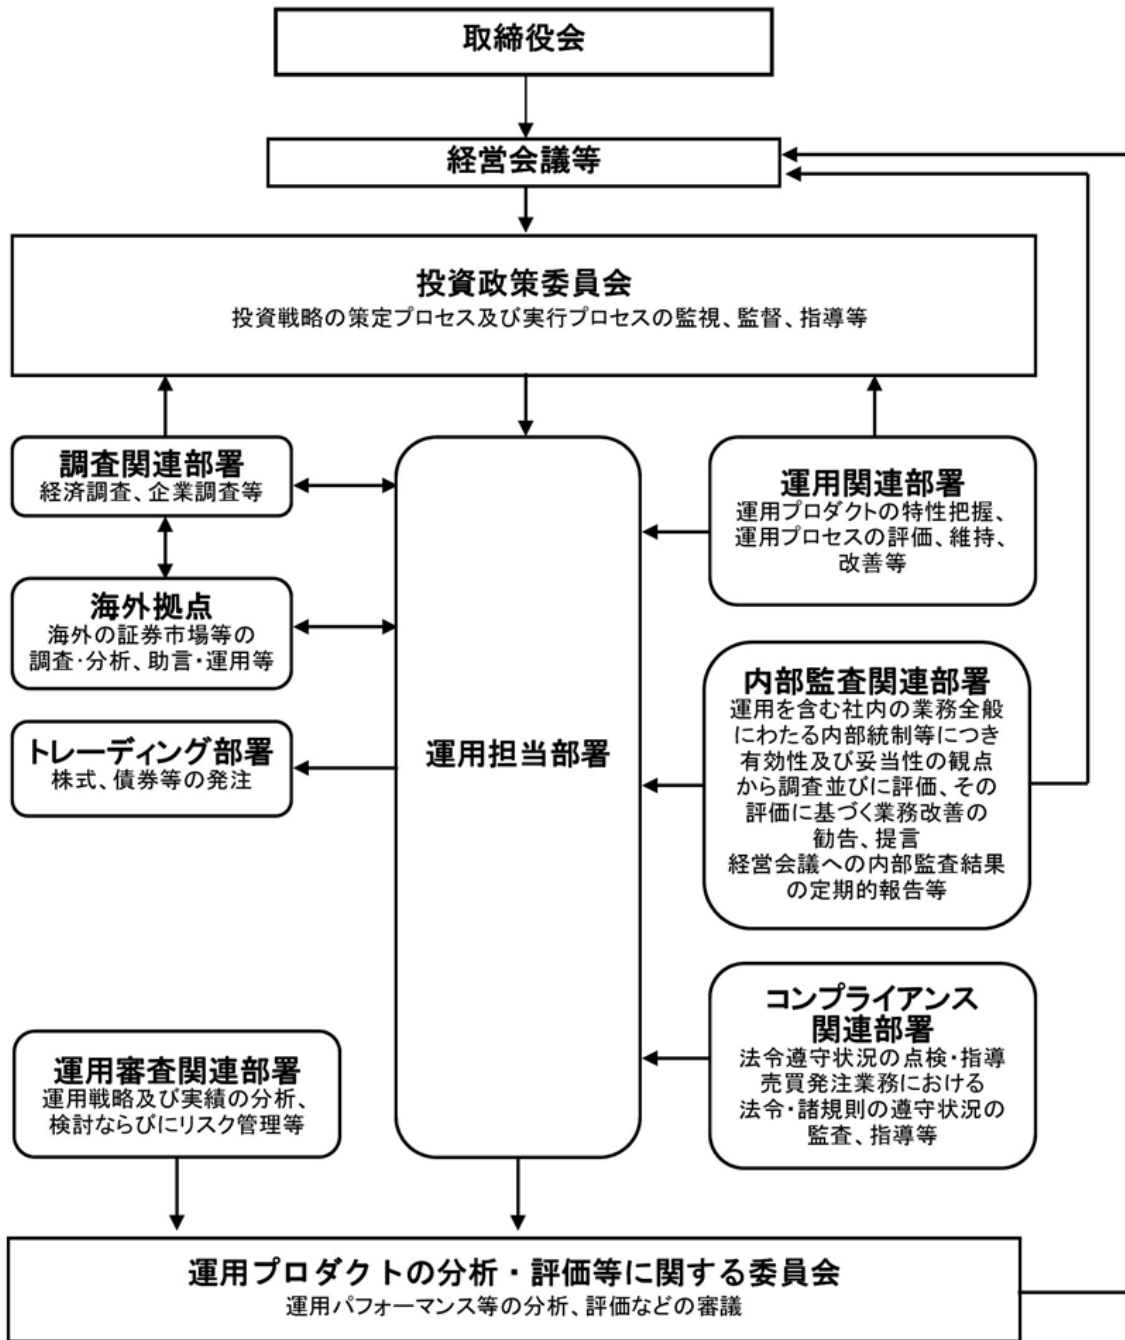 取締役会
経営会議等
投資政策委員会
投資戦略の策定プロセス及び実行プロセスの監視、監督、指導等
調査関連部署
経済調査、企業調査等
海外拠点
海外の証券市場等の
調査・分析、助言・運用等
トレーディング部署
株式、債券等の発注
運用担当部署
運用関連部署
運用プロダクトの特性把握、
運用プロセスの評価、維持、
改善等
内部監査関連部署
運用を含む社内の業務全般
にわたる内部統制等につき
有効性及び妥当性の観点
から調査並びに評価、その
評価に基づく業務改善の
勧告、提言
経営会議への内部監査結果
の定期的報告等
コンプライアンス
関連部署
法令遵守状況の点検・指導
売買発注業務における
法令・諸規則の遵守状況の
監査、指導等
運用審査関連部署
運用戦略及び実績の分析、
検討ならびにリスク管理等
運用プロダクトの分析・評価等に関する委員会
運用パフォーマンス等の分析、評価などの審議